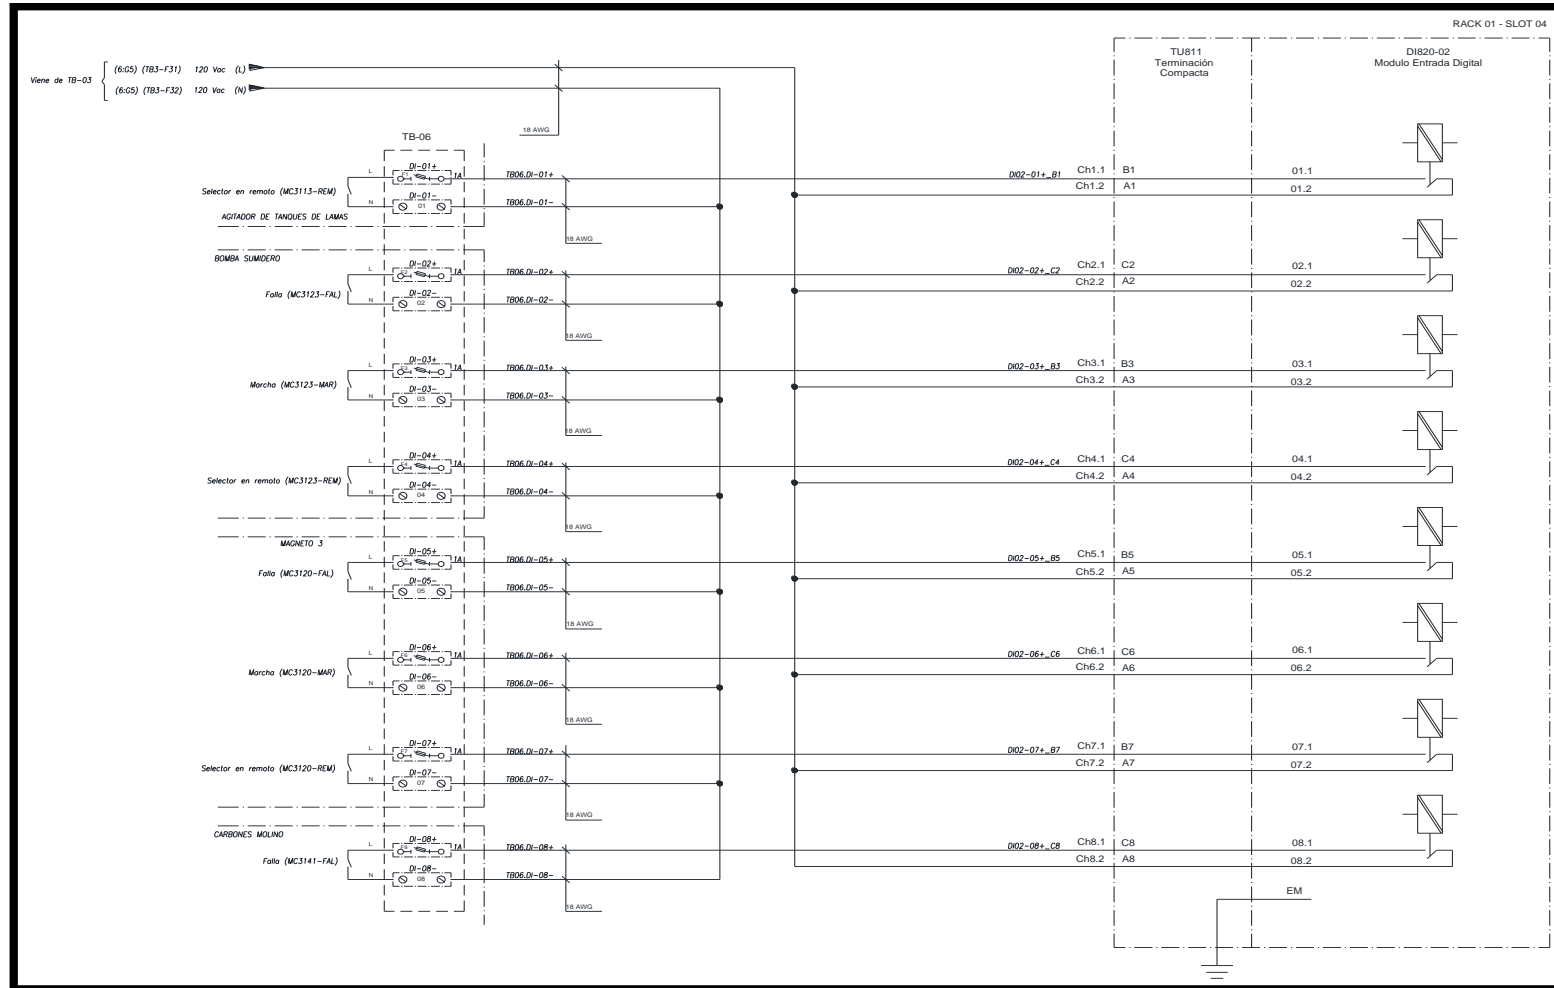 RACK 01 - SLOT 04
TU811
Terminación
Compacta
DI820-02
Modulo Entrada Digital
Viene de TB-03
(6:G5) (TB3-F31) 120 Vac (L)
(6:G5) (TB3-F32) 120 Vac (N)
18 AWG
TB-06
L
DI-01+
F1
1A
TB06.DI-01+
DI02-01+_B1
Ch1.1
B1
01.1
Selector en remoto (MC3113-REM)
Ch1.2
A1
01.2
N
DI-01-
01
TB06.DI-01-
AGITADOR DE TANQUES DE LAMAS
18 AWG
BOMBA SUMIDERO
L
DI-02+
F2
1A
TB06.DI-02+
DI02-02+_C2
Ch2.1
C2
02.1
Falla (MC3123-FAL)
Ch2.2
A2
02.2
N
DI-02-
02
TB06.DI-02-
18 AWG
L
DI-03+
F3
1A
TB06.DI-03+
DI02-03+_B3
Ch3.1
B3
03.1
Marcha (MC3123-MAR)
Ch3.2
A3
03.2
N
DI-03-
03
TB06.DI-03-
18 AWG
L
DI-04+
F4
1A
TB06.DI-04+
DI02-04+_C4
Ch4.1
C4
04.1
Selector en remoto (MC3123-REM)
Ch4.2
A4
04.2
N
DI-04-
04
TB06.DI-04-
18 AWG
MAGNETO 3
L
DI-05+
F5
1A
TB06.DI-05+
DI02-05+_B5
Ch5.1
B5
05.1
Falla (MC3120-FAL)
Ch5.2
A5
05.2
N
DI-05-
05
TB06.DI-05-
18 AWG
L
DI-06+
F6
1A
TB06.DI-06+
DI02-06+_C6
Ch6.1
C6
06.1
Marcha (MC3120-MAR)
Ch6.2
A6
06.2
N
DI-06-
06
TB06.DI-06-
18 AWG
L
DI-07+
F7
1A
TB06.DI-07+
DI02-07+_B7
Ch7.1
B7
07.1
Selector en remoto (MC3120-REM)
Ch7.2
A7
07.2
N
DI-07-
07
TB06.DI-07-
18 AWG
CARBONES MOLINO
L
DI-08+
F8
1A
TB06.DI-08+
DI02-08+_C8
Ch8.1
C8
08.1
Falla (MC3141-FAL)
Ch8.2
A8
08.2
N
DI-08-
08
TB06.DI-08-
18 AWG
EM